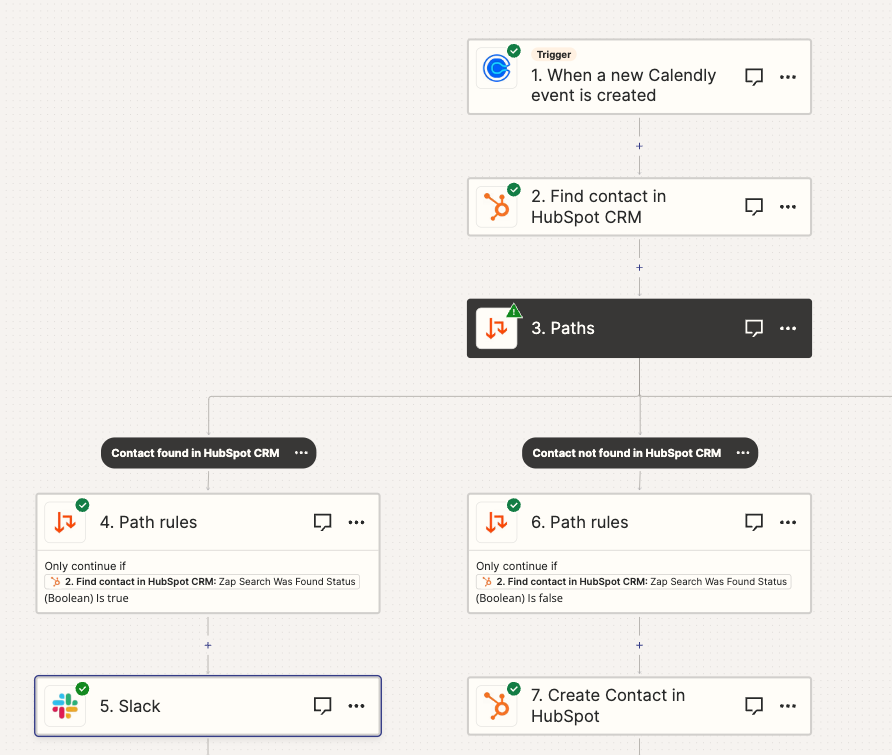 Trigger
1. When a new Calendly
event is created
2. Find contact in
HubSpot CRM
3. Paths
Contact found in HubSpot CRM
Contact not found in HubSpot CRM
4. Path rules
Only continue if
2. Find contact in HubSpot CRM: Zap Search Was Found Status
(Boolean) Is true
6. Path rules
Only continue if
2. Find contact in HubSpot CRM: Zap Search Was Found Status
(Boolean) Is false
5. Slack
7. Create Contact in
HubSpot